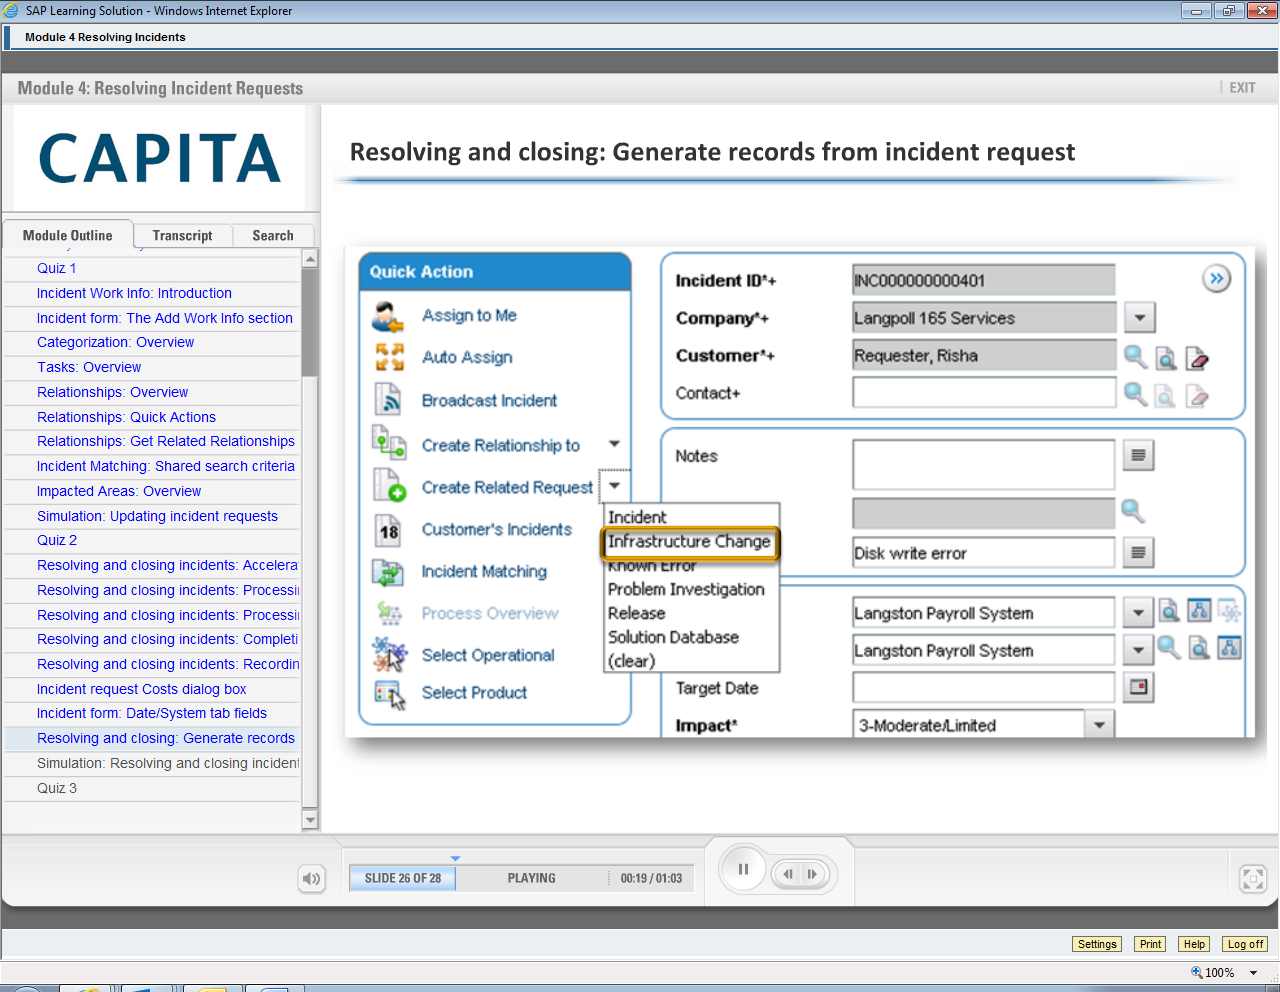 SAP Learning Solution - Windows Internet Explorer
Module 4 Resolving Incidents
Module 4: Resolving Incident Requests
EXIT
CAPITA
Module Outline
Transcript
Search
Quiz 1
Incident Work Info: Introduction
Incident form: The Add Work Info section
Categorization: Overview
Tasks: Overview
Relationships: Overview
Relationships: Quick Actions
Relationships: Get Related Relationships
Incident Matching: Shared search criteria
Impacted Areas: Overview
Simulation: Updating incident requests
Quiz 2
Resolving and closing incidents: Accelera
Resolving and closing incidents: Processi
Resolving and closing incidents: Processi
Resolving and closing incidents: Completi
Resolving and closing incidents: Recordin
Incident request Costs dialog box
Incident form: Date/System tab fields
Resolving and closing: Generate records
Simulation: Resolving and closing inciden
Quiz 3
Resolving and closing: Generate records from incident request
Quick Action
Assign to Me
Auto Assign
Broadcast Incident
Create Relationship to
Create Related Request
18
Customer's Incidents
Incident Matching
Process Overview
Select Operational
Select Product
Incident
Infrastructure Change
Known Error
Problem Investigation
Release
Solution Database
(clear)
Incident ID*+
INC000000000401
Company*+
Langpoll 165 Services
Customer*+
Requester, Risha
Contact+
Notes
Disk write error
Langston Payroll System
Langston Payroll System
Target Date
Impact*
3-Moderate/Limited
SLIDE 26 OF 28
PLAYING
00:19 / 01:03
Settings
Print
Help
Log off
100%